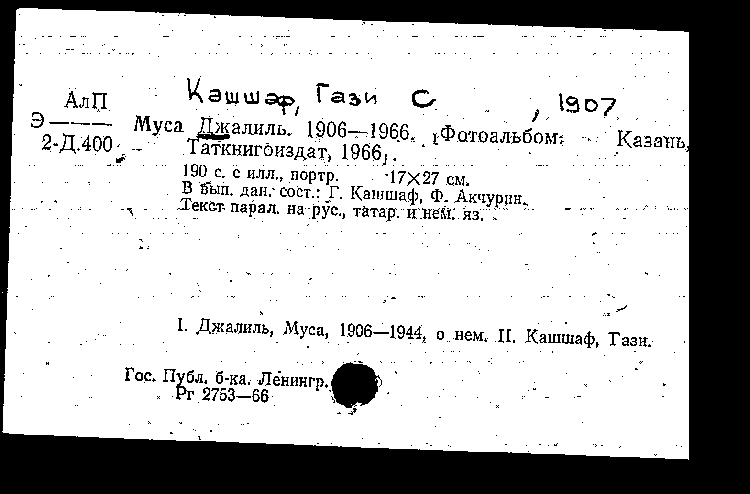 Кашшаф, Гази С , 1907
АлП
Э
2-Д.400
Муса Джалиль. 1906—1966. [Фотоальбом. Казань,
Таткнигоиздат, 1966].
190 с. с илл., портр. 17×27 см.
В вып. дан. сост.: Г. Кашшаф, Ф. Акчурин.
Текст парал. на рус., татар. и нем. яз.
I. Джалиль, Муса, 1906—1944, о нем. II. Кашшаф, Гази.
Гос. Публ. б-ка. Ленингр.
Рг 2753—66